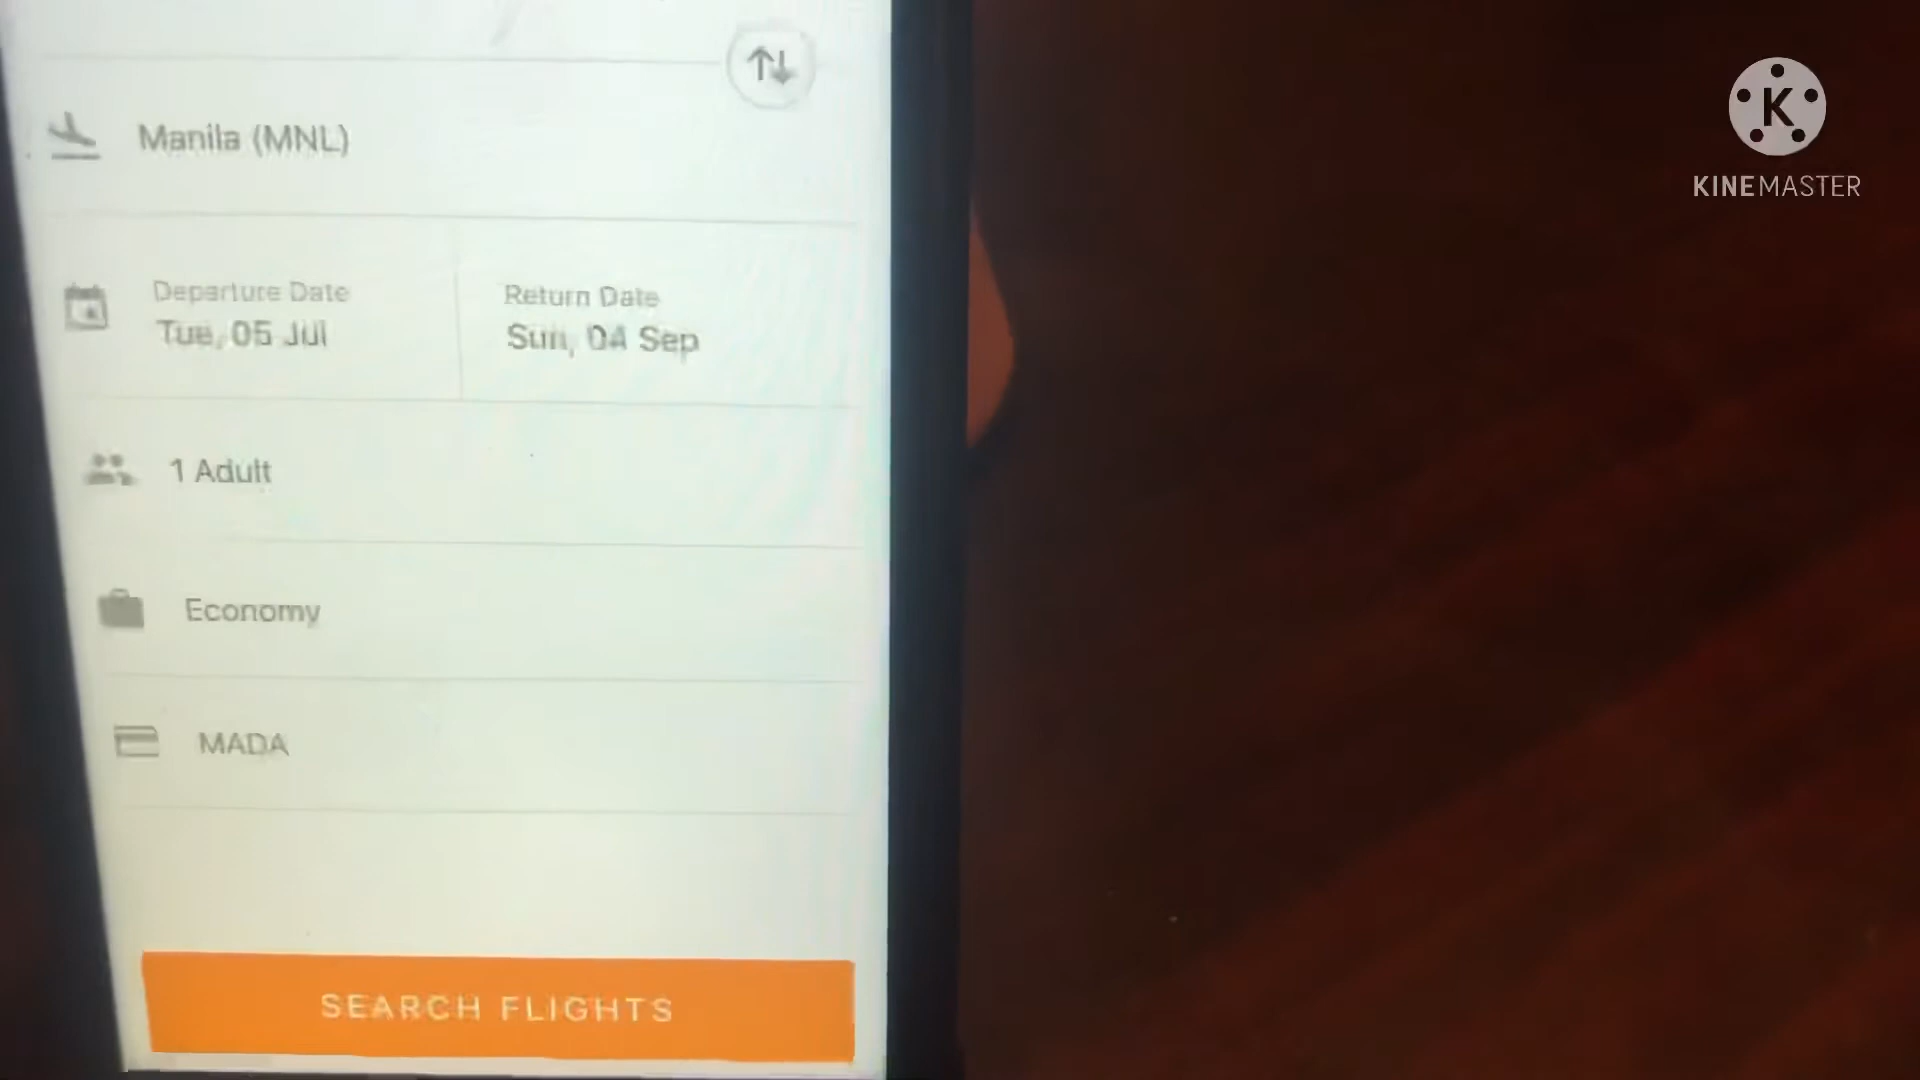 K
KINEMASTER
Manila (MNL)
Departure Date
Tue, 05 Jul
Return Date
Sun, 04 Sep
1 Adult
Economy
MADA
SEARCH FLIGHTS